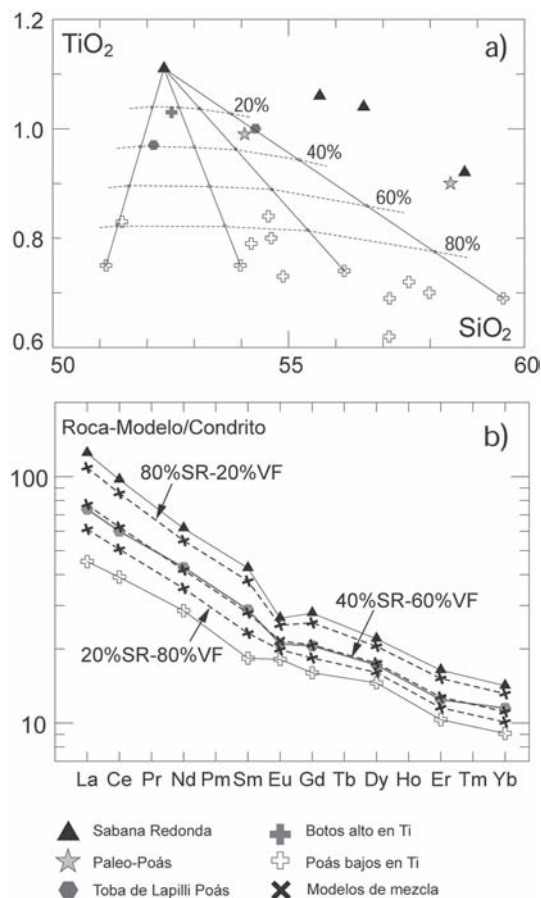 TiO2
a)
1.2
1.0
0.8
0.6
20%
40%
60%
80%
SiO2
50
55
60
b)
Roca-Modelo/Condrito
100
10
80%SR-20%VF
40%SR-60%VF
20%SR-80%VF
La Ce Pr Nd Pm Sm Eu Gd Tb Dy Ho Er Tm Yb
Sabana Redonda
Botos alto en Ti
Paleo-Poás
Poás bajos en Ti
Toba de Lapilli Poás
Modelos de mezcla